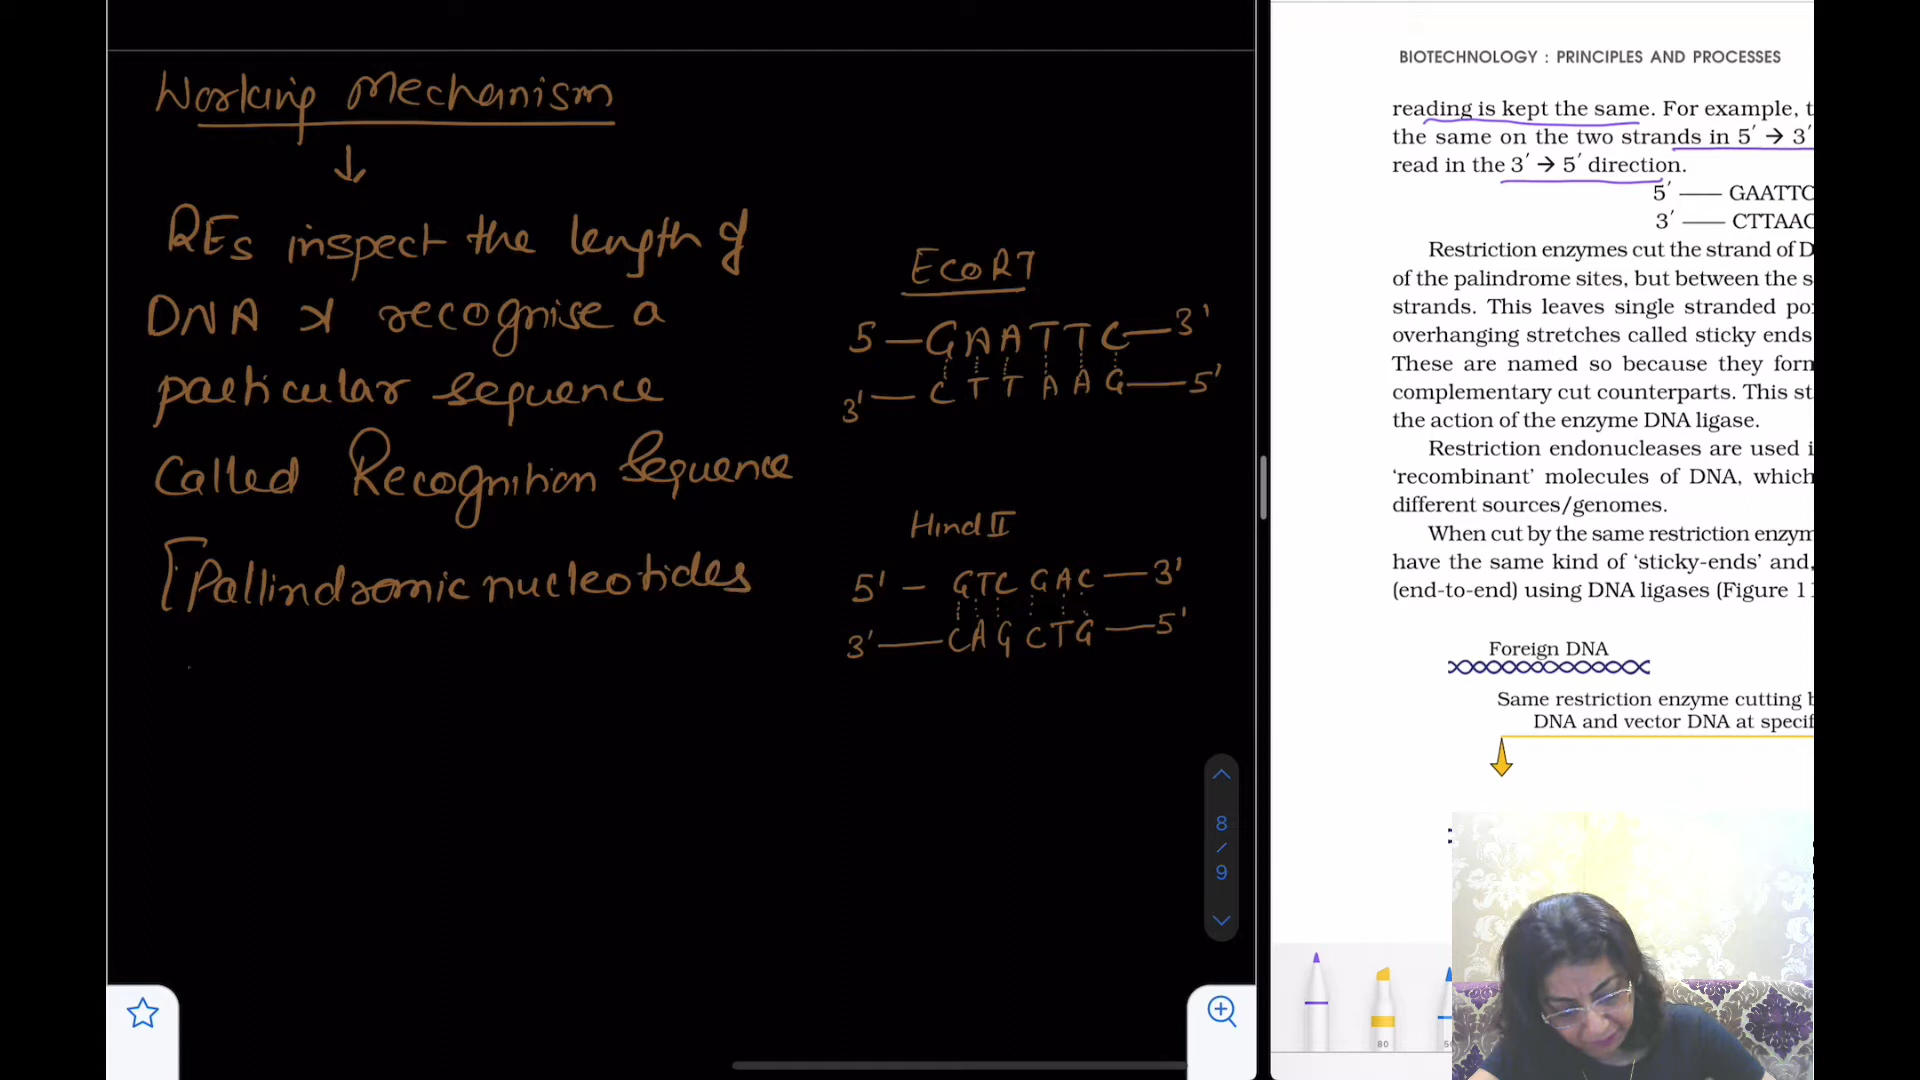 Working Mechanism
↓
REs inspect the length of
DNA & recognise a
particular sequence
Called Recognition Sequence
[Pallindromic nucleotides
EcoRI
5 — G A A T T C — 3'
3' — C T T A A G — 5'
Hind II
5' - GTC GAC — 3'
3' — CAG CTG — 5'
8
/
9
BIOTECHNOLOGY : PRINCIPLES AND PROCESSES
reading is kept the same. For example, t
the same on the two strands in 5′ → 3′
read in the 3′ → 5′ direction.
5′ —— GAATTC
3′ —— CTTAAG
Restriction enzymes cut the strand of D
of the palindrome sites, but between the s
strands. This leaves single stranded po
overhanging stretches called sticky ends
These are named so because they form
complementary cut counterparts. This st
the action of the enzyme DNA ligase.
Restriction endonucleases are used i
‘recombinant’ molecules of DNA, which
different sources/genomes.
When cut by the same restriction enzym
have the same kind of ‘sticky-ends’ and,
(end-to-end) using DNA ligases (Figure 11
Foreign DNA
Same restriction enzyme cutting b
DNA and vector DNA at specif
80